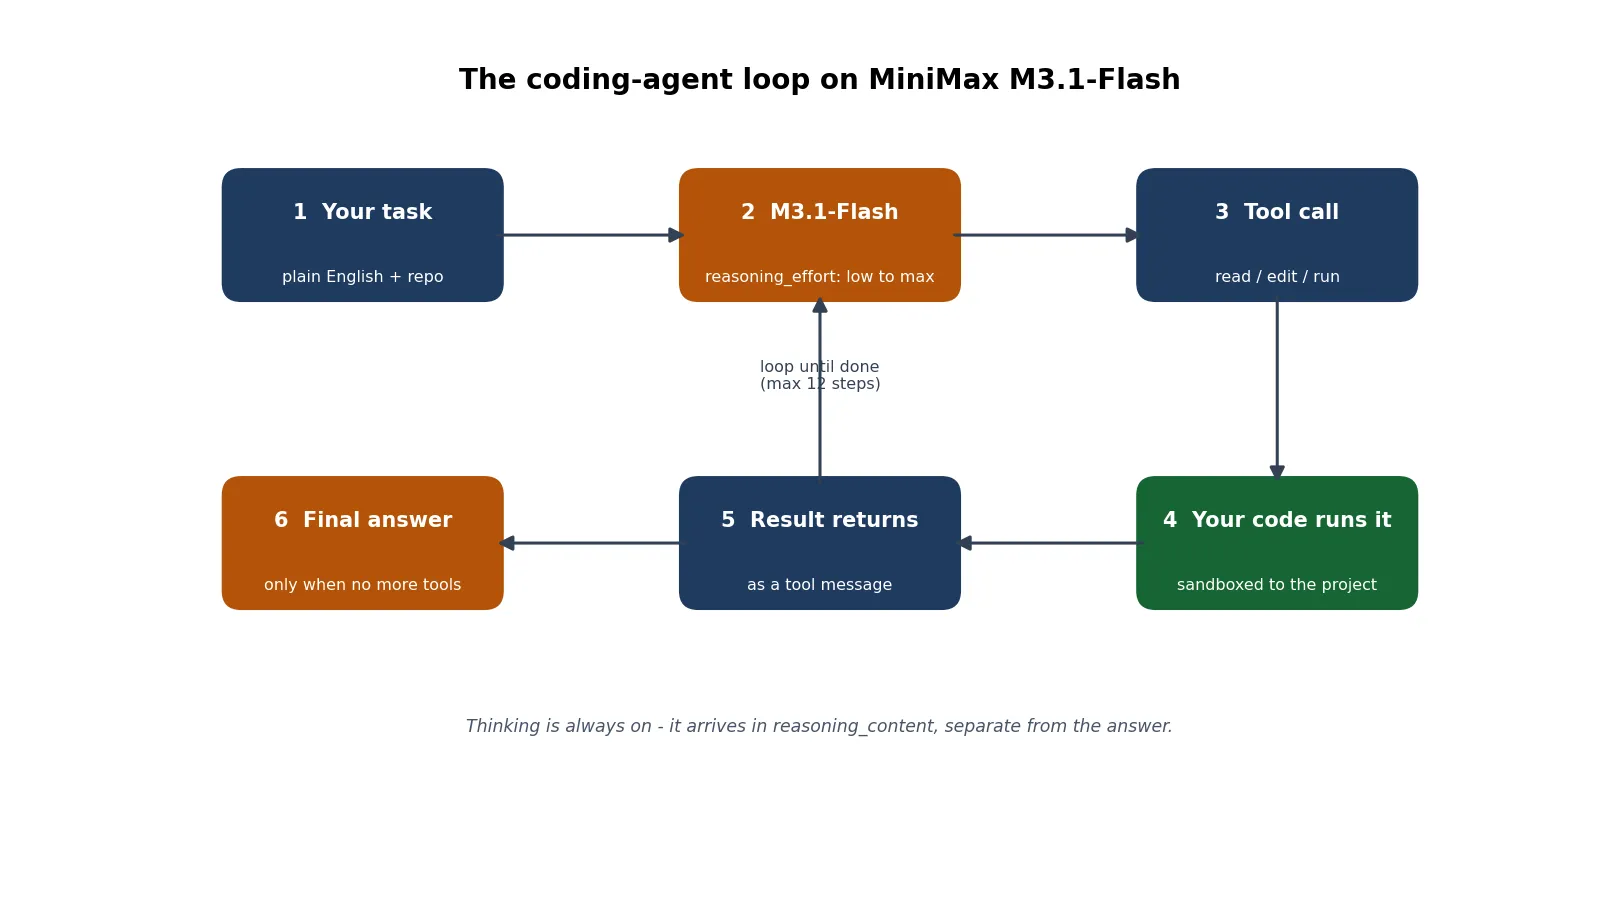 The coding-agent loop on MiniMax M3.1-Flash
1 Your task
plain English + repo
2 M3.1-Flash
reasoning_effort: low to max
3 Tool call
read / edit / run
loop until done
(max 12 steps)
6 Final answer
only when no more tools
5 Result returns
as a tool message
4 Your code runs it
sandboxed to the project
Thinking is always on - it arrives in reasoning_content, separate from the answer.